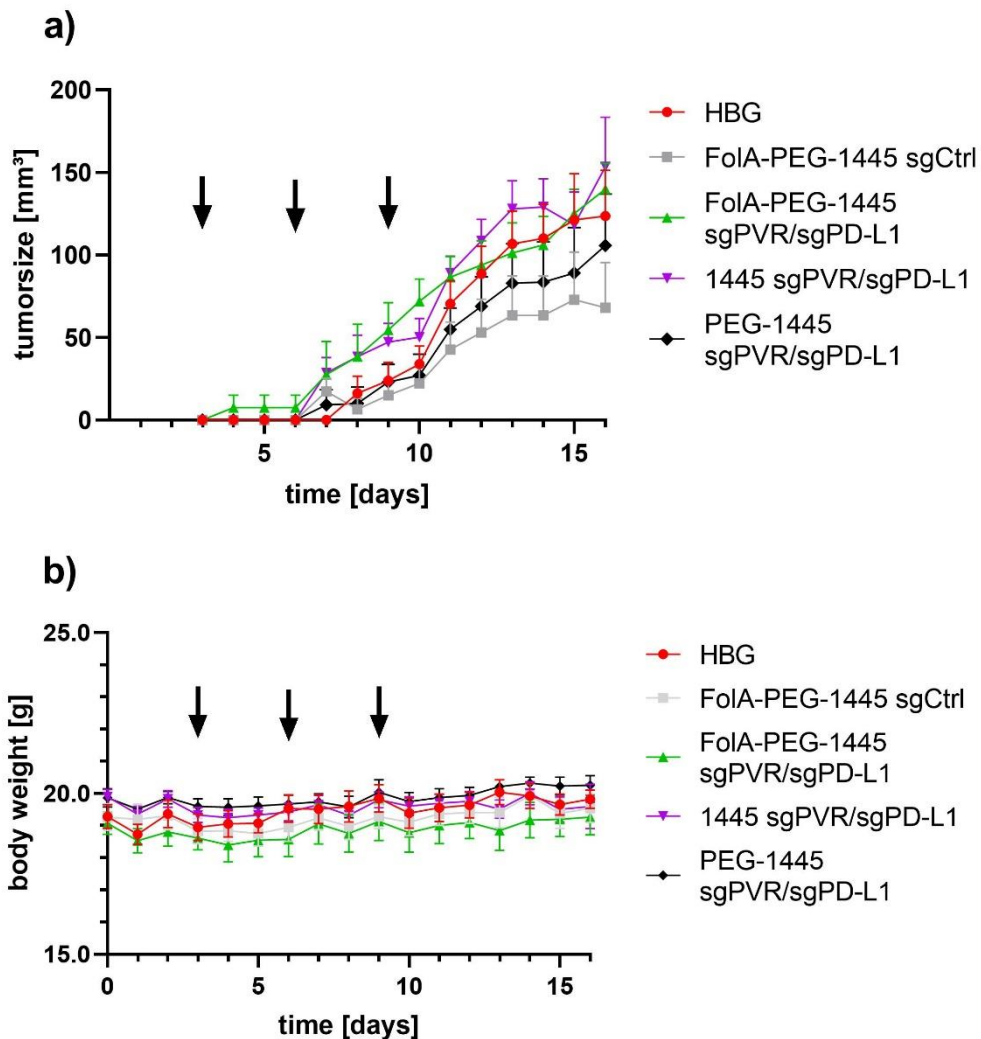 a)
200
150
100
50
0
tumorsize [mm³]
5
10
15
time [days]
HBG
FolA-PEG-1445 sgCtrl
FolA-PEG-1445
sgPVR/sgPD-L1
1445 sgPVR/sgPD-L1
PEG-1445
sgPVR/sgPD-L1
b)
25.0
20.0
15.0
body weight [g]
0
5
10
15
time [days]
HBG
FolA-PEG-1445 sgCtrl
FolA-PEG-1445
sgPVR/sgPD-L1
1445 sgPVR/sgPD-L1
PEG-1445
sgPVR/sgPD-L1